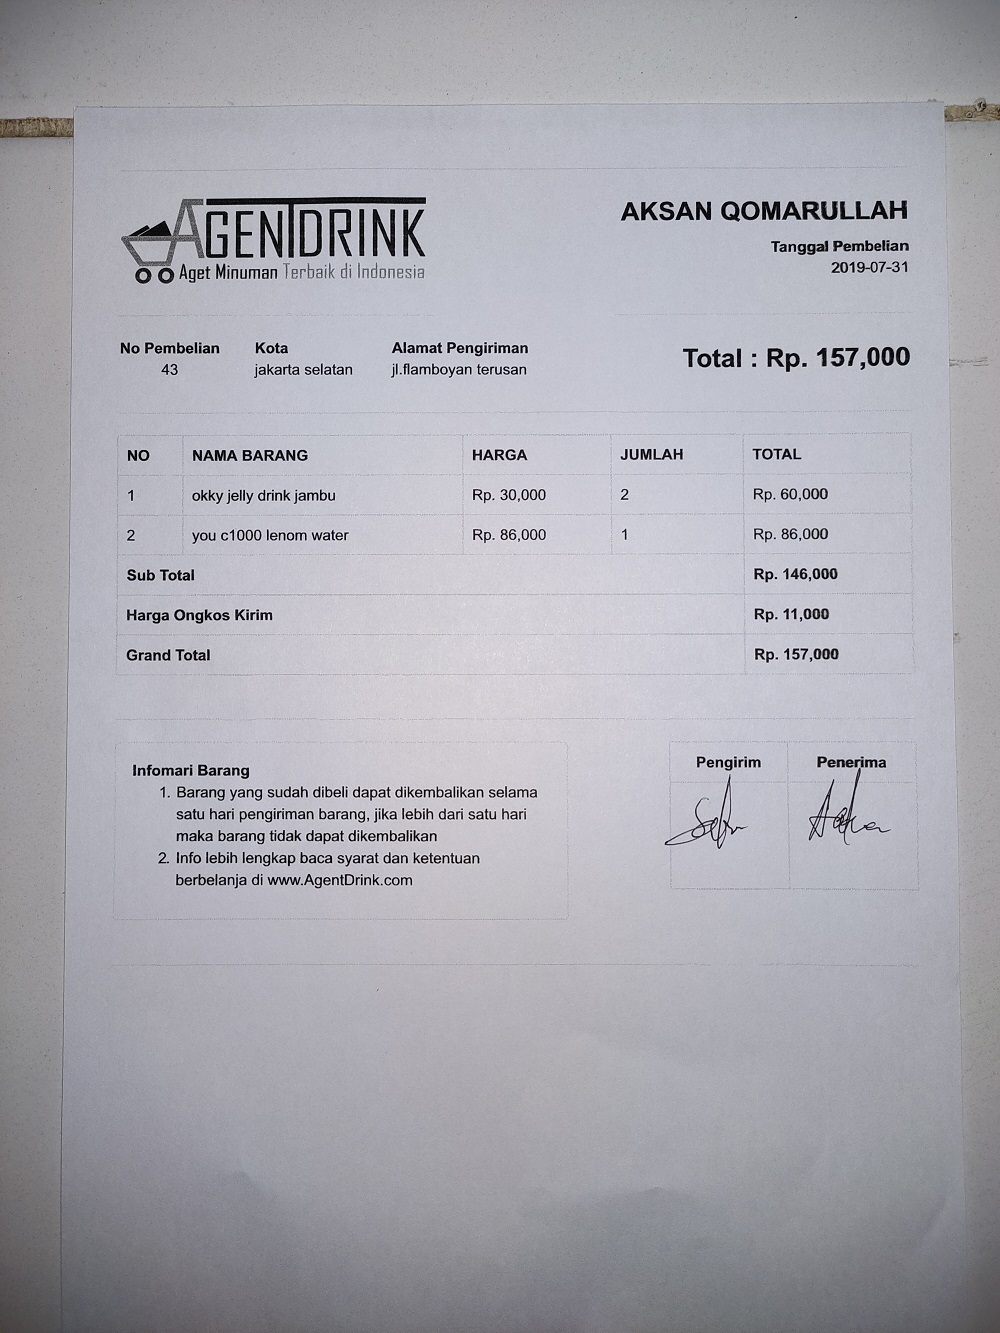 AGENTDRINK
Aget Minuman Terbaik di Indonesia
AKSAN QOMARULLAH
Tanggal Pembelian
2019-07-31
No Pembelian Kota Alamat Pengiriman
43 jakarta selatan jl.flamboyan terusan
Total : Rp. 157,000
NO NAMA BARANG HARGA JUMLAH TOTAL
1 okky jelly drink jambu Rp. 30,000 2 Rp. 60,000
2 you c1000 lenom water Rp. 86,000 1 Rp. 86,000
Sub Total Rp. 146,000
Harga Ongkos Kirim Rp. 11,000
Grand Total Rp. 157,000
Infomari Barang
1. Barang yang sudah dibeli dapat dikembalikan selama
satu hari pengiriman barang, jika lebih dari satu hari
maka barang tidak dapat dikembalikan
2. Info lebih lengkap baca syarat dan ketentuan
berbelanja di www.AgentDrink.com
Pengirim Penerima